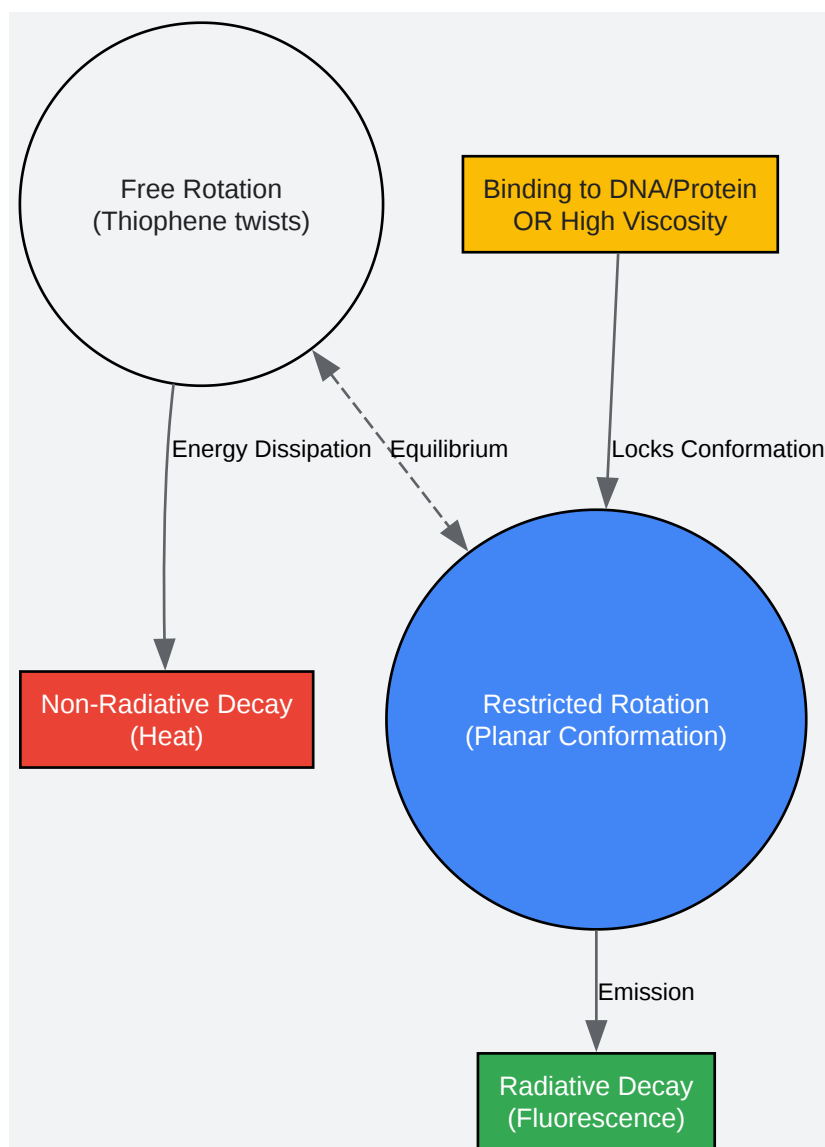 Free Rotation
(Thiophene twists)
Binding to DNA/Protein
OR High Viscosity
Energy Dissipation
Equilibrium
Locks Conformation
Non-Radiative Decay
(Heat)
Restricted Rotation
(Planar Conformation)
Emission
Radiative Decay
(Fluorescence)